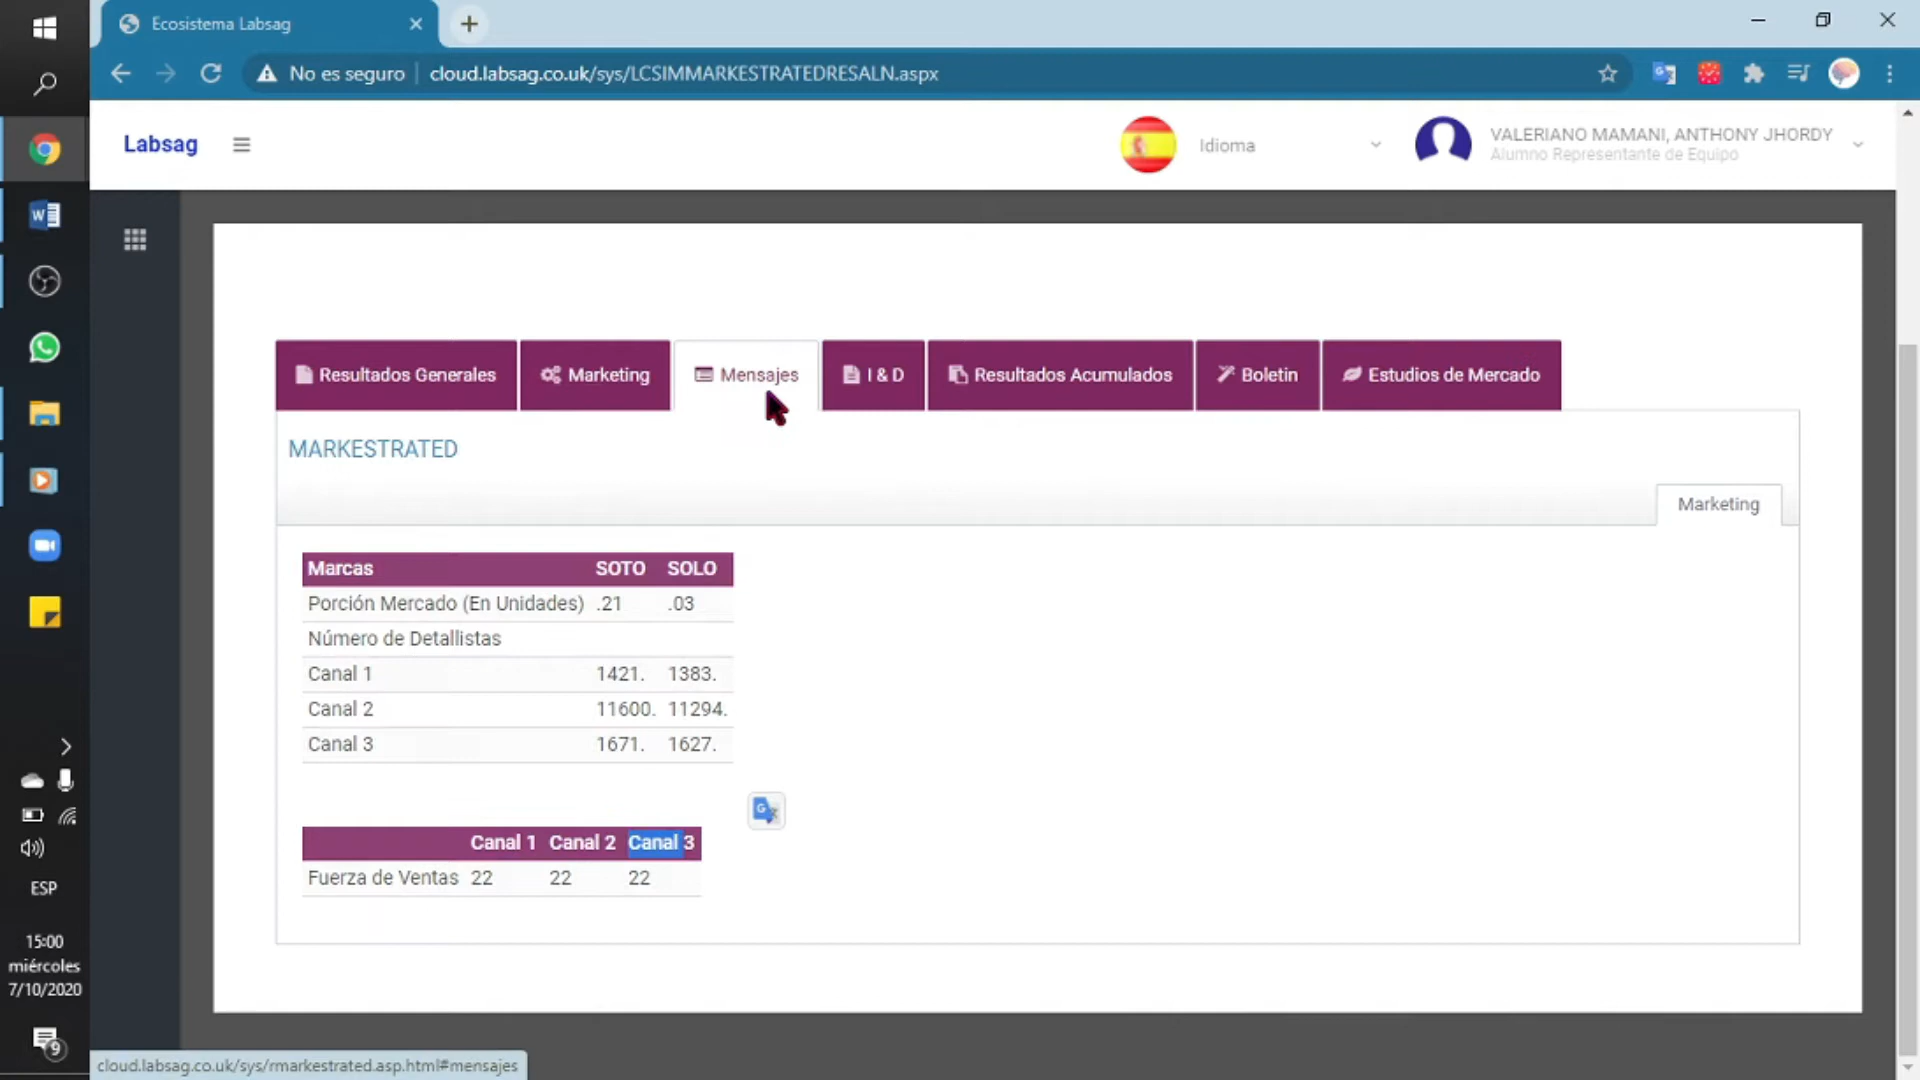 Ecosistema Labsag
No es seguro cloud.labsag.co.uk/sys/LCSIMMARKESTRATEDRESALN.aspx
Labsag
Idioma
VALERIANO MAMANI, ANTHONY JHORDY
Alumno Representante de Equipo
Resultados Generales Marketing Mensajes I & D Resultados Acumulados Boletin Estudios de Mercado
MARKESTRATED
Marketing
Marcas SOTO SOLO
Porción Mercado (En Unidades) .21 .03
Número de Detallistas
Canal 1 1421. 1383.
Canal 2 11600. 11294.
Canal 3 1671. 1627.
Canal 1 Canal 2 Canal 3
Fuerza de Ventas 22 22 22
ESP
15:00
miércoles
7/10/2020
9
cloud.labsag.co.uk/sys/rmarkestrated.asp.html#mensajes